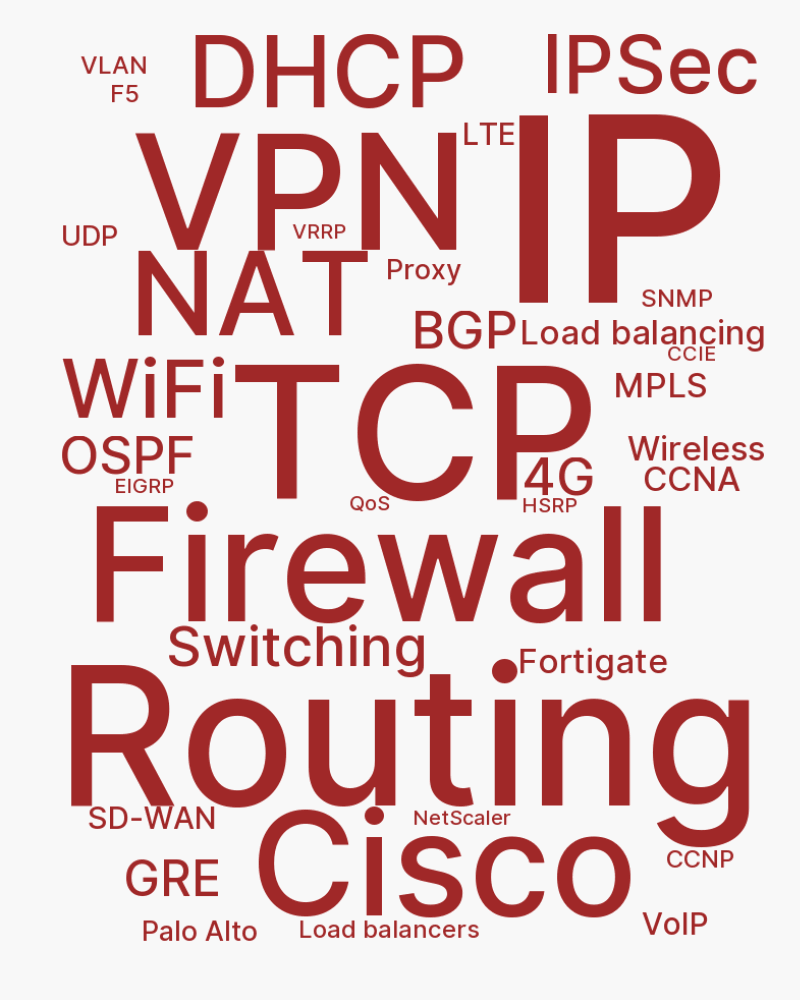 VLAN
DHCP
IPSec
F5
LTE
IP
VPN
UDP
VRRP
NAT
Proxy
SNMP
BGP
Load balancing
CCIE
WiFi
TCP
MPLS
OSPF
Wireless
4G
CCNA
EIGRP
QoS
HSRP
Firewall
Switching
Fortigate
Routing
SD-WAN
NetScaler
Cisco
CCNP
GRE
VoIP
Palo Alto
Load balancers